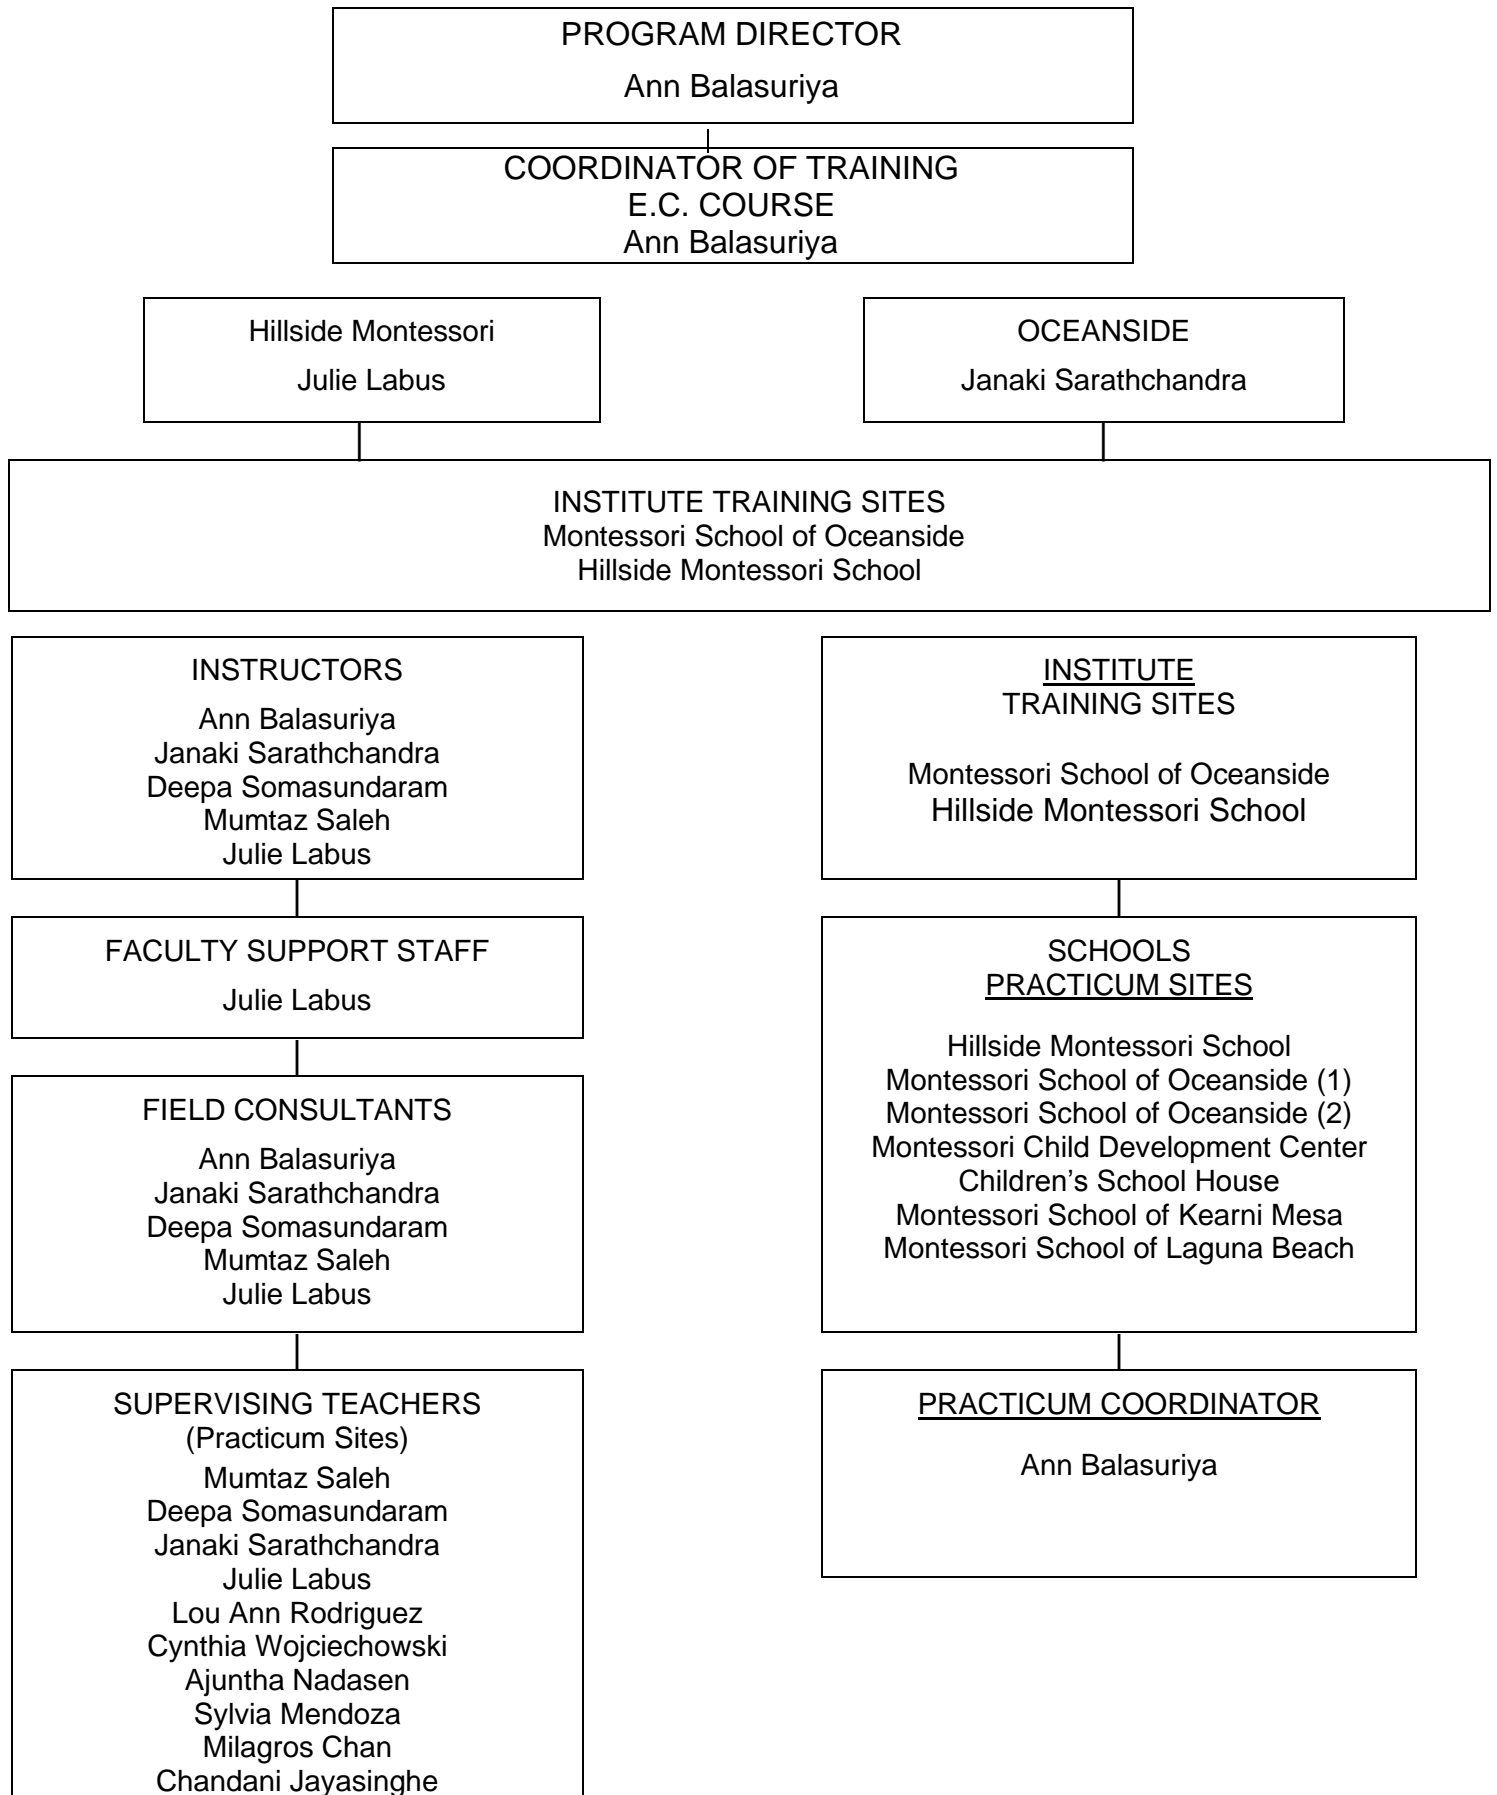 PROGRAM DIRECTOR
Ann Balasuriya
COORDINATOR OF TRAINING
E.C. COURSE
Ann Balasuriya
Hillside Montessori
Julie Labus
OCEANSIDE
Janaki Sarathchandra
INSTITUTE TRAINING SITES
Montessori School of Oceanside
Hillside Montessori School
INSTRUCTORS
Ann Balasuriya
Janaki Sarathchandra
Deepa Somasundaram
Mumtaz Saleh
Julie Labus
FACULTY SUPPORT STAFF
Julie Labus
FIELD CONSULTANTS
Ann Balasuriya
Janaki Sarathchandra
Deepa Somasundaram
Mumtaz Saleh
Julie Labus
SUPERVISING TEACHERS
(Practicum Sites)
Mumtaz Saleh
Deepa Somasundaram
Janaki Sarathchandra
Julie Labus
Lou Ann Rodriguez
Cynthia Wojciechowski
Ajuntha Nadasen
Sylvia Mendoza
Milagros Chan
Chandani Jayasinghe
INSTITUTE
TRAINING SITES
Montessori School of Oceanside
Hillside Montessori School
SCHOOLS
PRACTICUM SITES
Hillside Montessori School
Montessori School of Oceanside (1)
Montessori School of Oceanside (2)
Montessori Child Development Center
Children’s School House
Montessori School of Kearni Mesa
Montessori School of Laguna Beach
PRACTICUM COORDINATOR
Ann Balasuriya